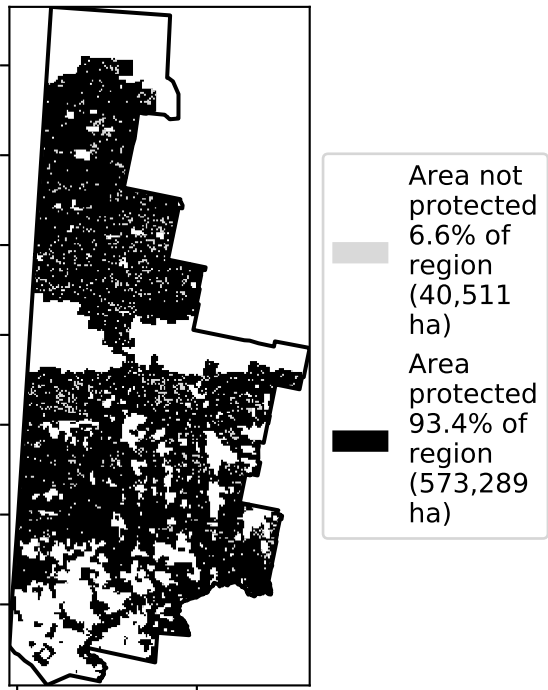 Area not
protected
6.6% of
region
(40,511
ha)
Area
protected
93.4% of
region
(573,289
ha)